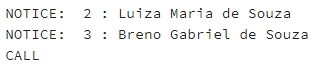 NOTICE:  2 : Luiza Maria de Souza
NOTICE:  3 : Breno Gabriel de Souza
CALL